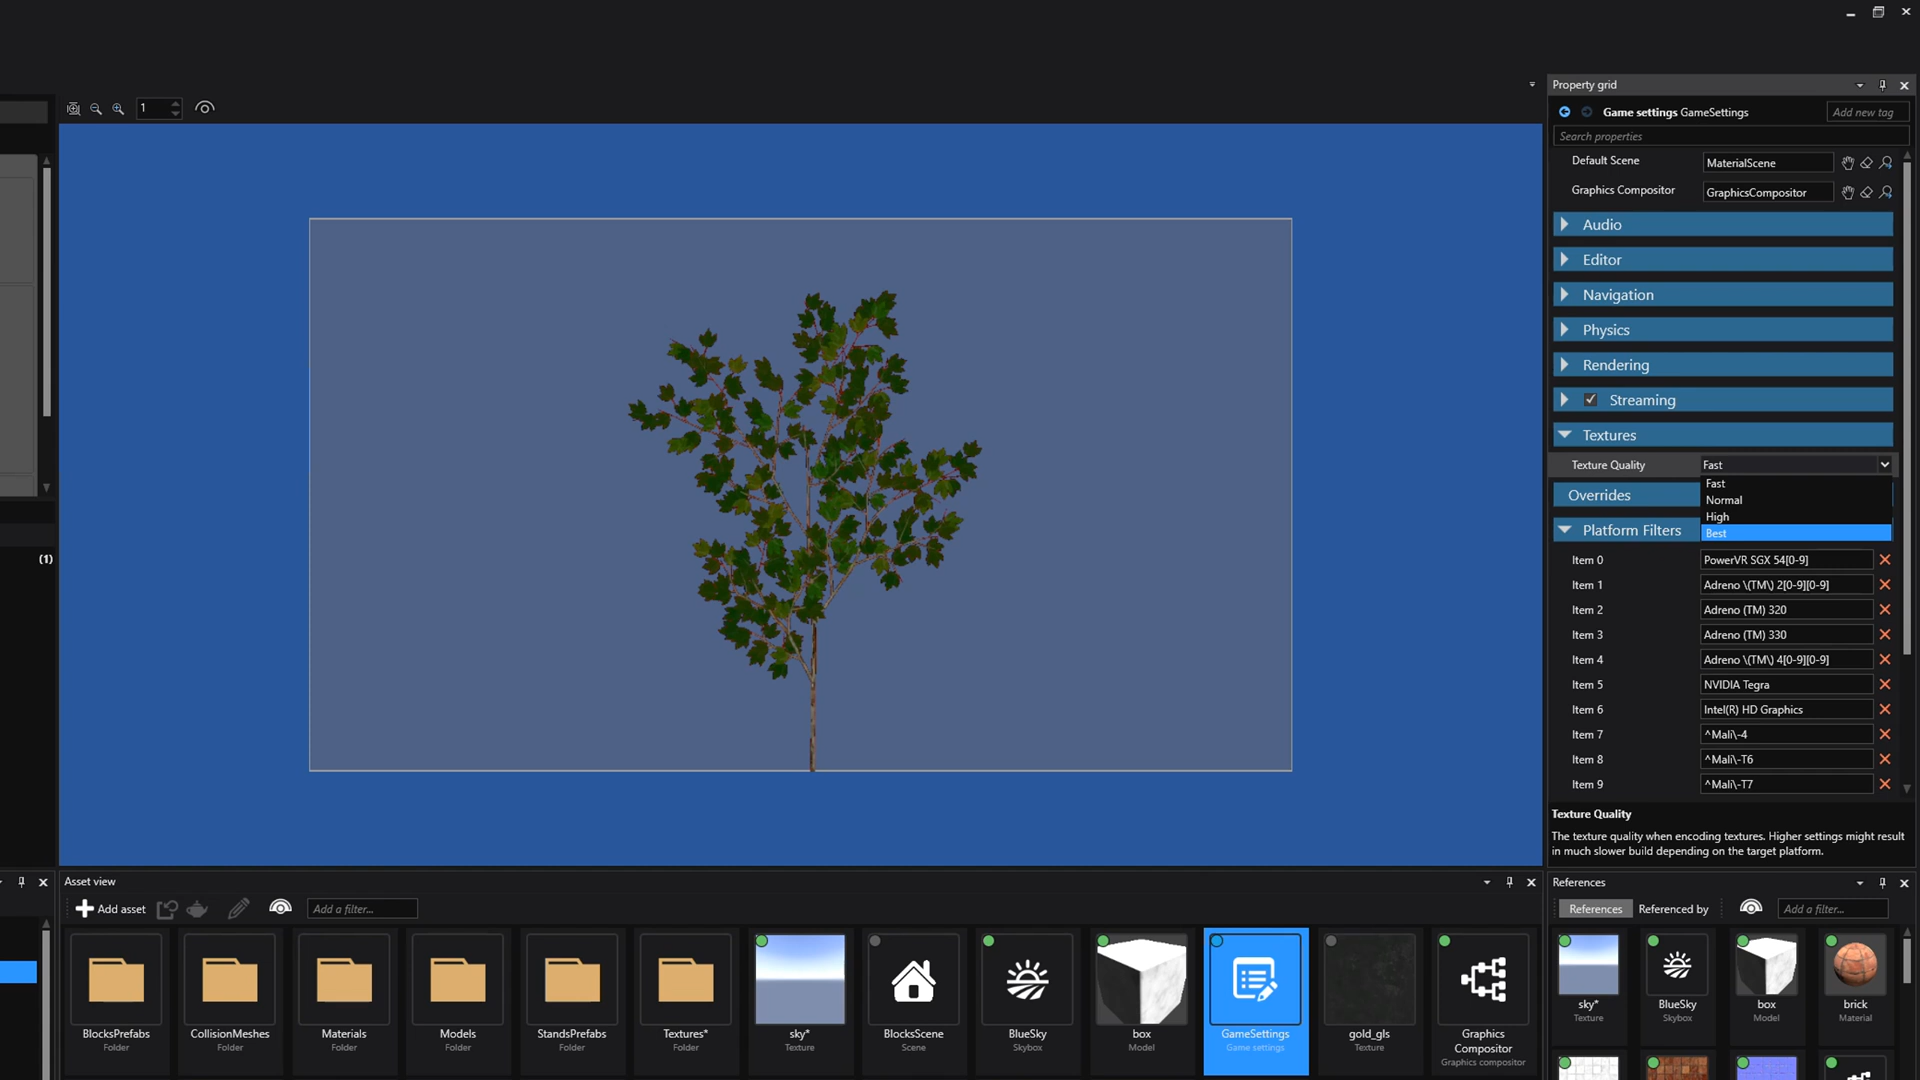 1
Property grid
Game settings GameSettings
Add new tag
Search properties
Default Scene
MaterialScene
Graphics Compositor
GraphicsCompositor
Audio
Editor
Navigation
Physics
Rendering
Streaming
Textures
Texture Quality
Fast
Fast
Normal
High
Best
Overrides
Platform Filters
Item 0
PowerVR SGX 54[0-9]
Item 1
Adreno \(TM\) 2[0-9][0-9]
Item 2
Adreno (TM) 320
Item 3
Adreno (TM) 330
Item 4
Adreno \(TM\) 4[0-9][0-9]
Item 5
NVIDIA Tegra
Item 6
Intel(R) HD Graphics
Item 7
^Mali\-4
Item 8
^Mali\-T6
Item 9
^Mali\-T7
Texture Quality
The texture quality when encoding textures. Higher settings might result
in much slower build depending on the target platform.
(1)
Asset view
Add asset
Add a filter...
BlocksPrefabs
Folder
CollisionMeshes
Folder
Materials
Folder
Models
Folder
StandsPrefabs
Folder
Textures*
Folder
sky*
Texture
BlocksScene
Scene
BlueSky
Skybox
box
Model
GameSettings
Game settings
gold_gls
Texture
Graphics
Compositor
Graphics compositor
References
References
Referenced by
Add a filter...
sky*
Texture
BlueSky
Skybox
box
Model
brick
Material